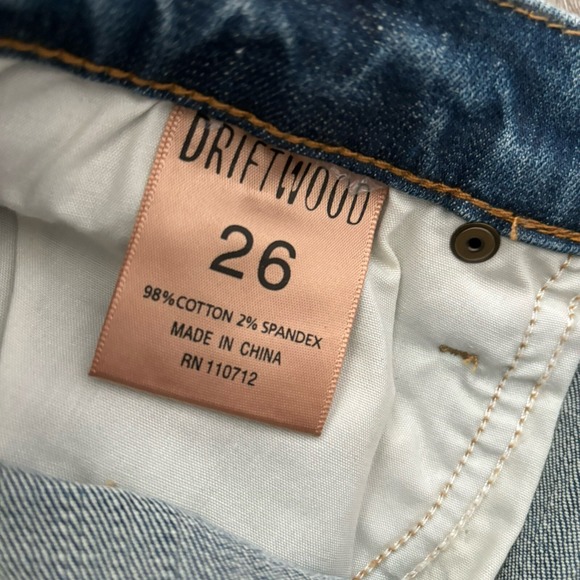 DRIFTWOOD
26
98% COTTON 2% SPANDEX
MADE IN CHINA
RN 110712